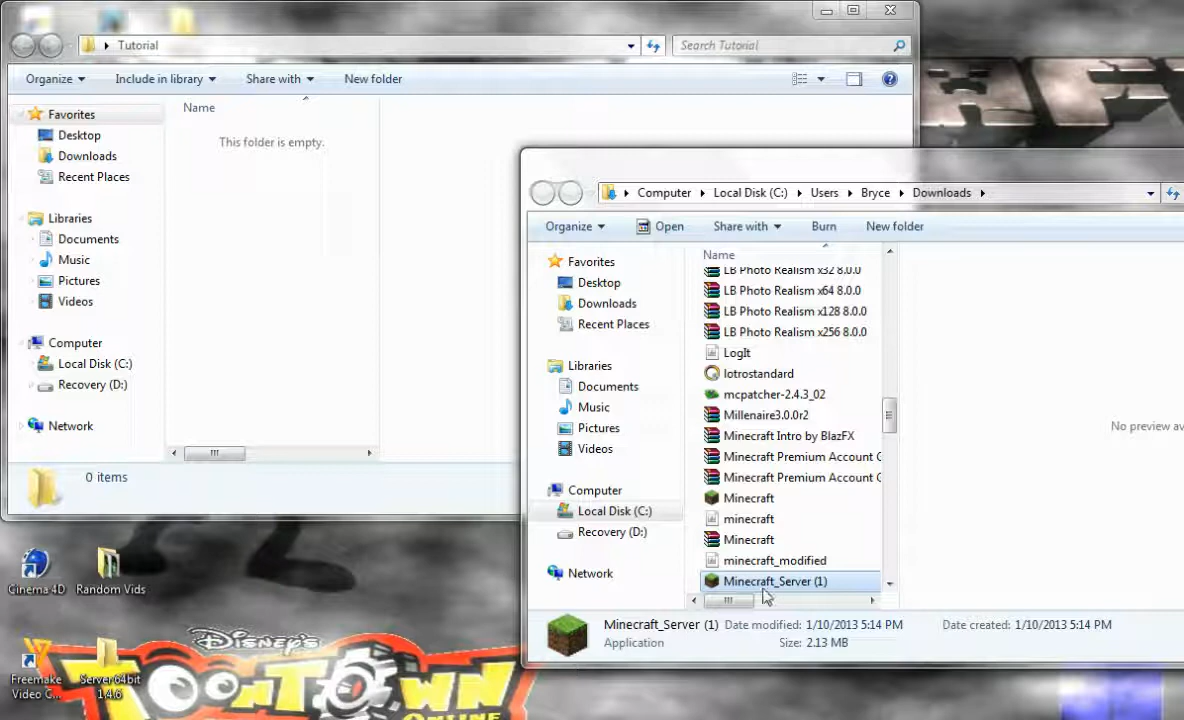 Tutorial
Search Tutorial
Organize
Include in library
Share with
New folder
Favorites
Desktop
Downloads
Recent Places
Libraries
Documents
Music
Pictures
Videos
Computer
Local Disk (C:)
Recovery (D:)
Network
Name
This folder is empty.
0 items
Computer
Local Disk (C:)
Users
Bryce
Downloads
Organize
Open
Share with
Burn
New folder
Favorites
Desktop
Downloads
Recent Places
Libraries
Documents
Music
Pictures
Videos
Computer
Local Disk (C:)
Recovery (D:)
Network
Name
LB Photo Realism x32 8.0.0
LB Photo Realism x64 8.0.0
LB Photo Realism x128 8.0.0
LB Photo Realism x256 8.0.0
LogIt
lotrostandard
mcpatcher-2.4.3_02
Millenaire3.0.0r2
Minecraft Intro by BlazFX
Minecraft Premium Account
Minecraft Premium Account
Minecraft
minecraft
Minecraft
minecraft_modified
Minecraft_Server (1)
No preview
Minecraft_Server (1) Date modified: 1/10/2013 5:14 PM Date created: 1/10/2013 5:14 PM
Application Size: 2.13 MB
Cinema 4D
Random Vids
Freemake
Video C...
Server64bit
1.4.6
Disney's
TOONTOWN
ONLINE